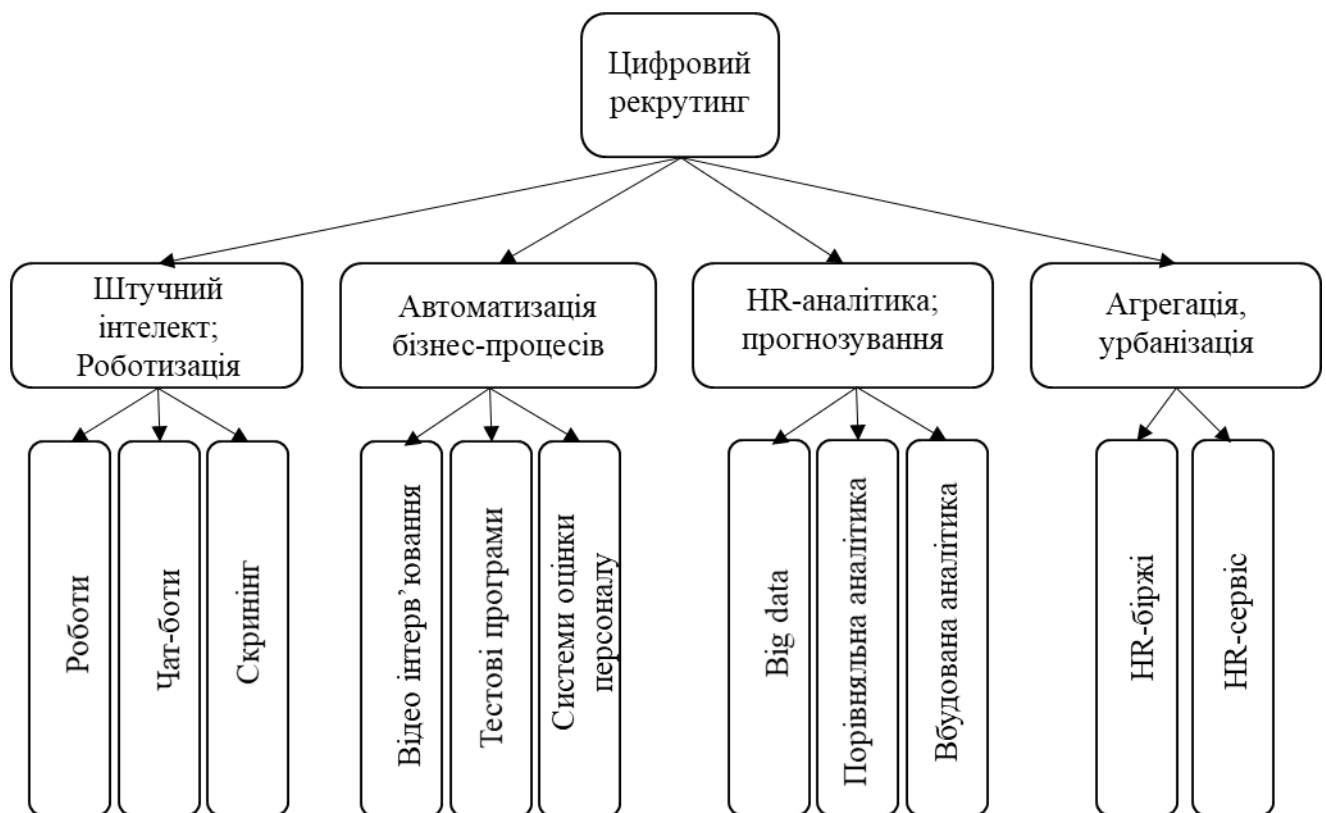 Цифровий
рекрутинг
Штучний
інтелект;
Роботизація
Автоматизація
бізнес-процесів
HR-аналітика;
прогнозування
Агрегація,
урбанізація
Роботи
Чат-боти
Скринінг
Відео інтерв’ювання
Тестові програми
Системи оцінки
персоналу
Big data
Порівняльна аналітика
Вбудована аналітика
HR-біржі
HR-сервіс